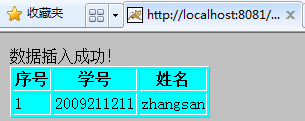 收藏夹
http://localhost:8081/...
数据插入成功!
序号 学号 姓名
1 2009211211 zhangsan